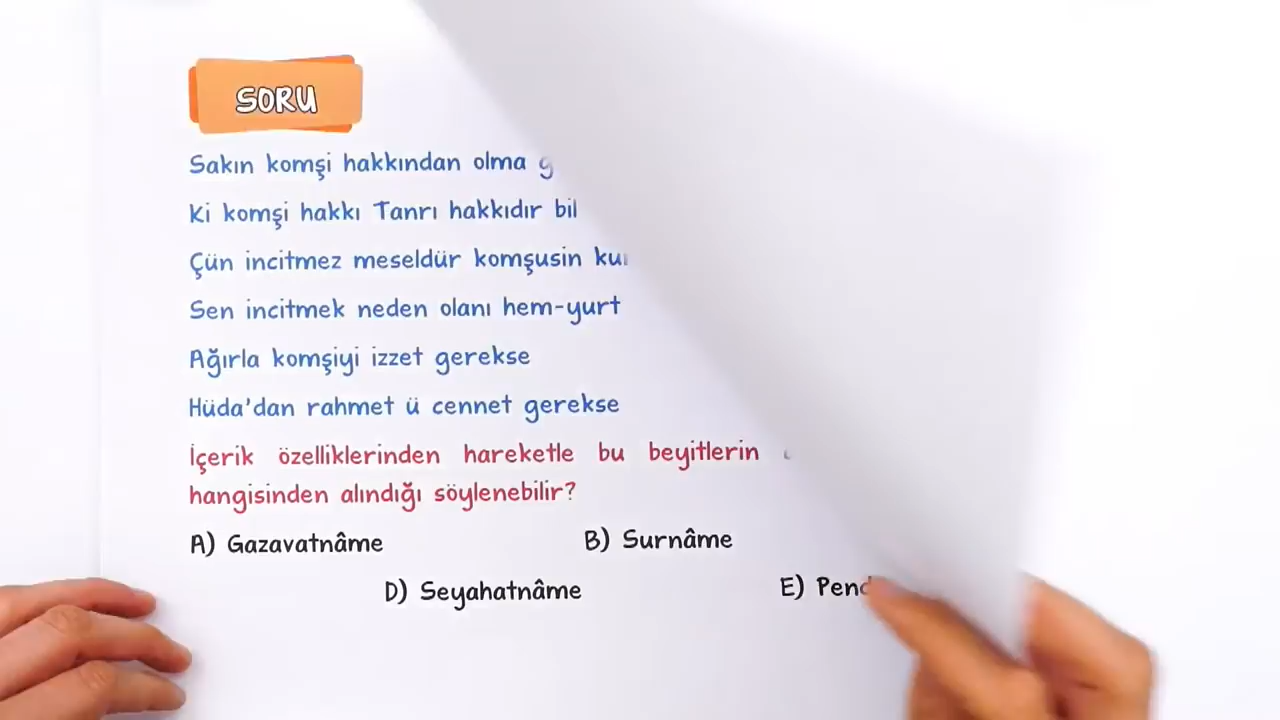 SORU
Sakın komşi hakkından olma
Ki komşi hakkı Tanrı hakkıdır bil
Çün incitmez meseldür komşusin
Sen incitmek neden olanı hem-yurt
Ağırla komşiyi izzet gerekse
Hüda'dan rahmet ü cennet gerekse
İçerik özelliklerinden hareketle bu beyitlerin
hangisinden alındığı söylenebilir?
A) Gazavatnâme B) Surnâme
D) Seyahatnâme E)